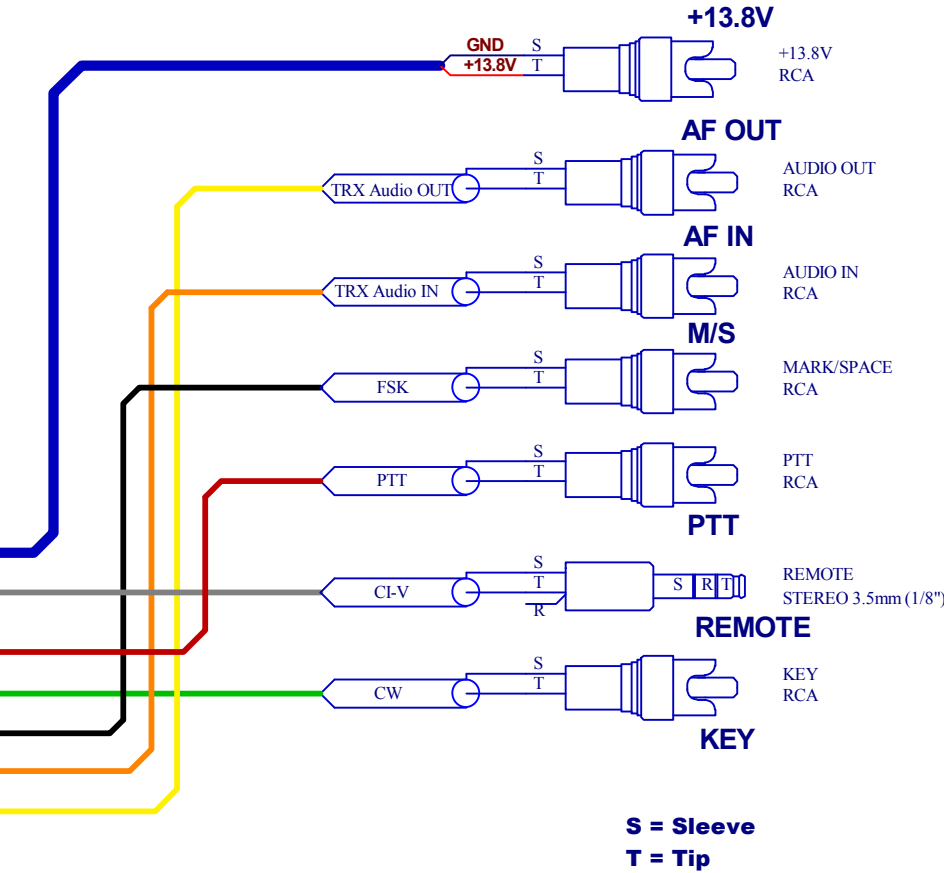 +13.8V
GND S
+13.8V T
+13.8V
RCA
AF OUT
S
TRX Audio OUT T
AUDIO OUT
RCA
AF IN
S
TRX Audio IN T
AUDIO IN
RCA
M/S
S
FSK T
MARK/SPACE
RCA
S
PTT T
PTT
RCA
PTT
S
CI-V T
R
S R T
REMOTE
STEREO 3.5mm (1/8")
REMOTE
S
CW T
KEY
RCA
KEY
S = Sleeve
T = Tip